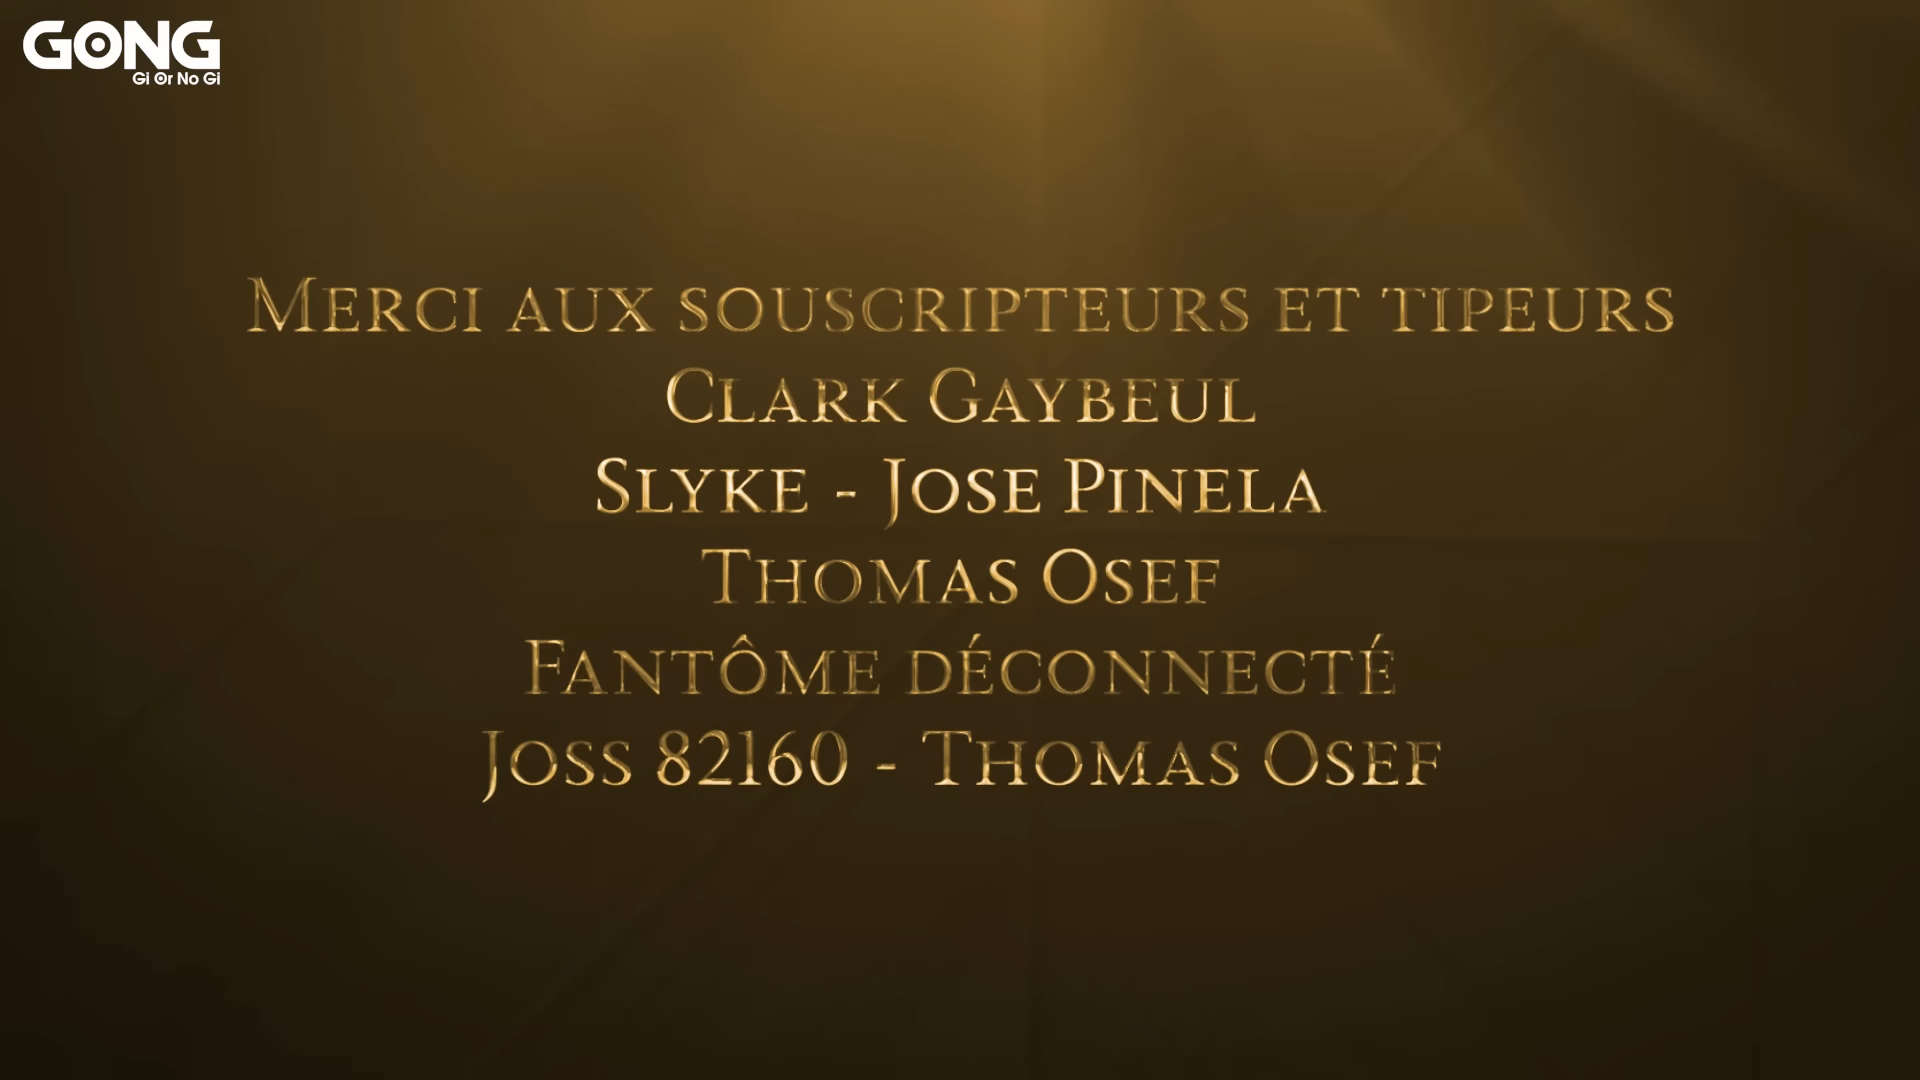 GONG
Gi Or No Gi
Merci aux souscripteurs et tipeurs
Clark Gaybeul
Slyke - Jose Pinela
Thomas Osef
Fantôme déconnecté
Joss 82160 - Thomas Osef